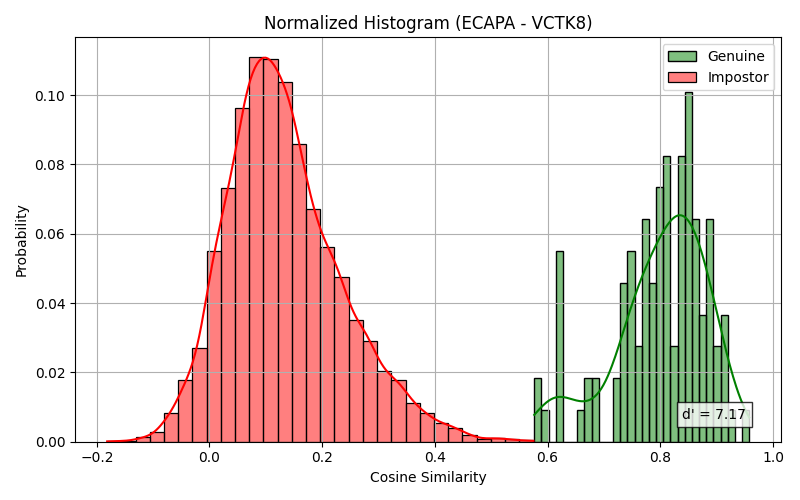 Normalized Histogram (ECAPA - VCTK8)
Genuine
Impostor
Probability
0.10
0.08
0.06
0.04
0.02
0.00
d' = 7.17
−0.2 0.0 0.2 0.4 0.6 0.8 1.0
Cosine Similarity